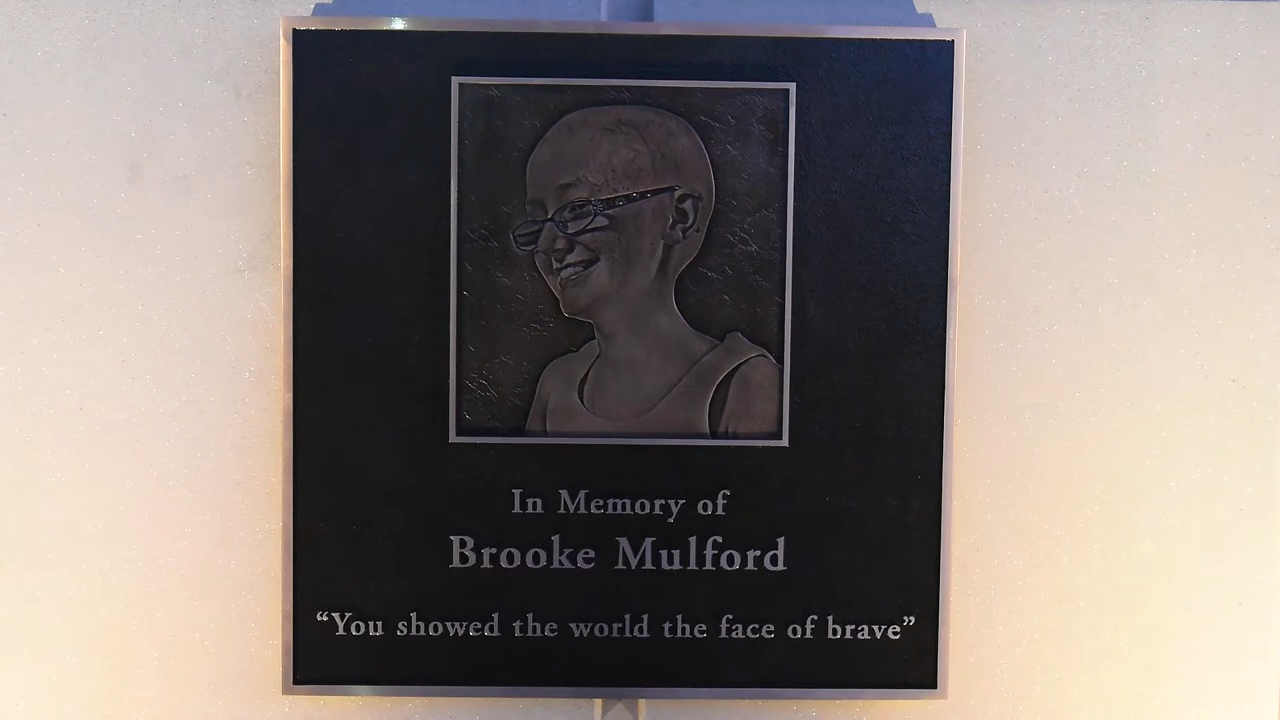 In Memory of
Brooke Mulford
“You showed the world the face of brave”